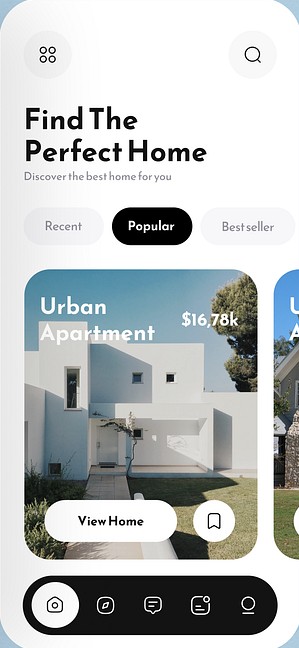 Find The
Perfect Home
Discover the best home for you
Recent
Popular
Best seller
Urban
Apartment
$16,78k
View Home